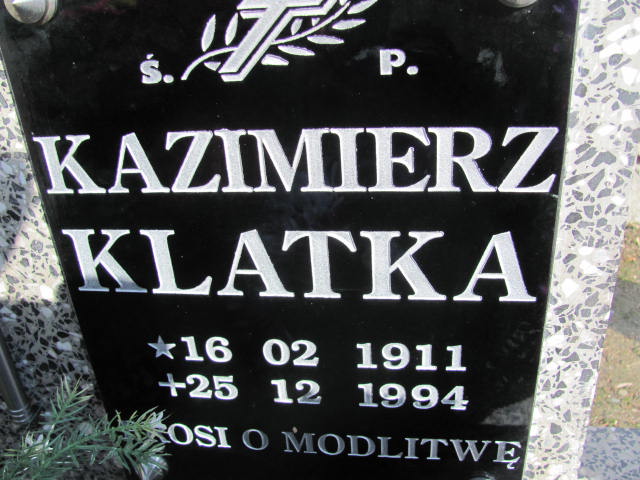 Ś. P.
KAZIMIERZ
KLATKA
★16 02 1911
+25 12 1994
O MODLITWĘ